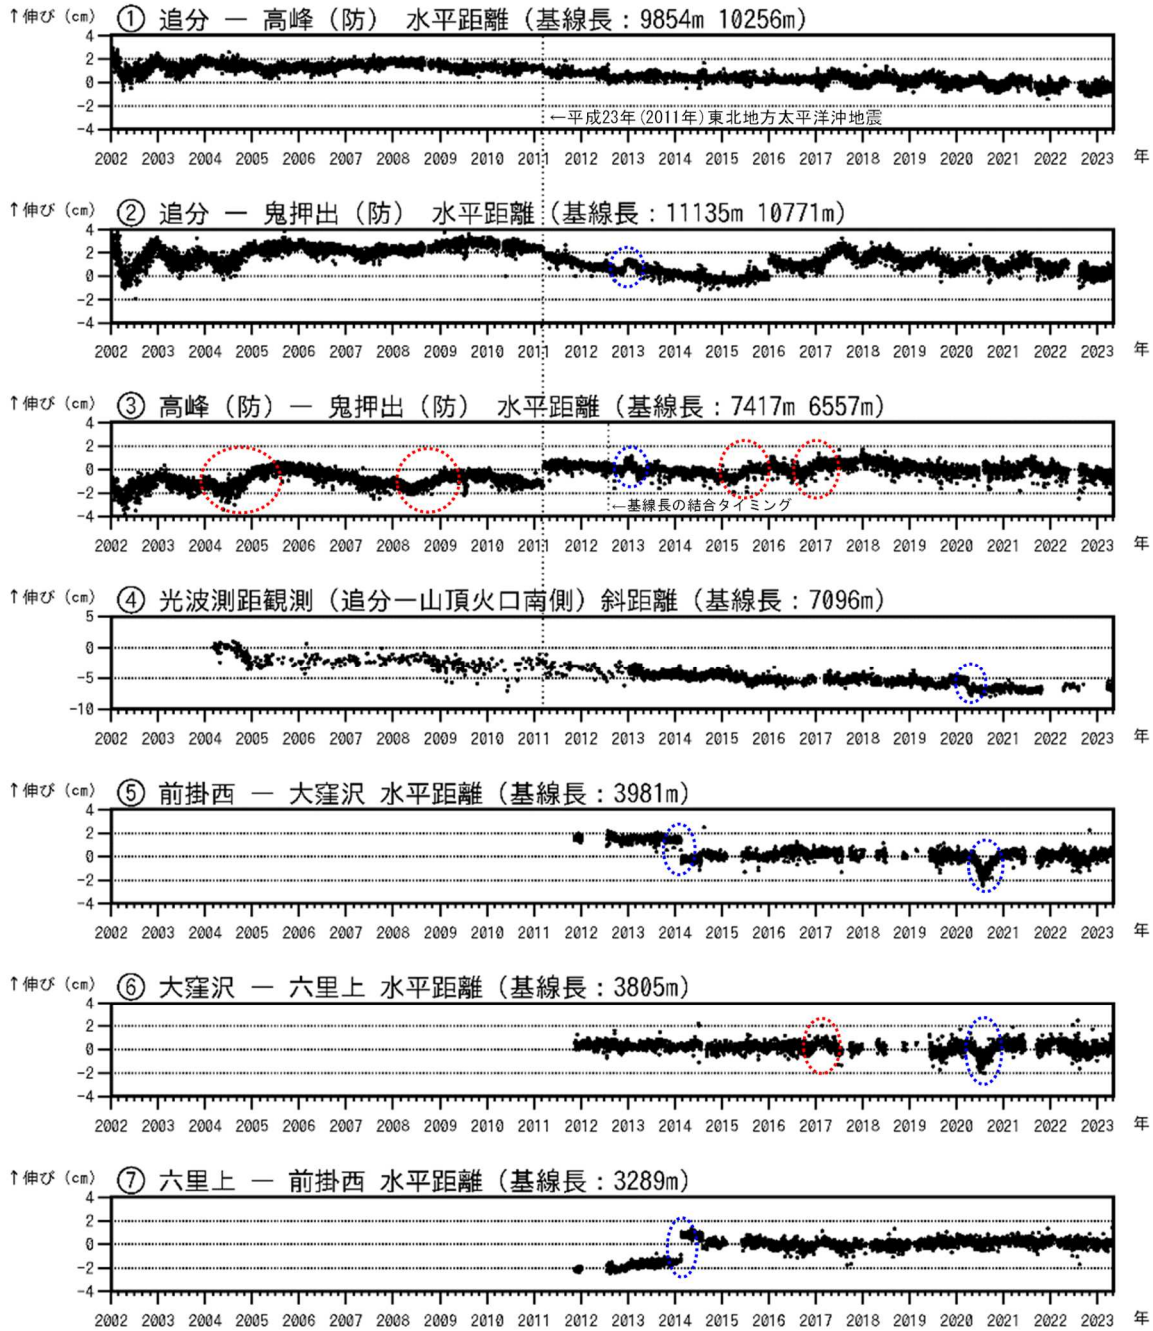 ↑伸び（cm） ① 追分 － 高峰（防） 水平距離（基線長：9854m 10256m）
4
2
0
-2
-4
←平成23年(2011年)東北地方太平洋沖地震
2002 2003 2004 2005 2006 2007 2008 2009 2010 2011 2012 2013 2014 2015 2016 2017 2018 2019 2020 2021 2022 2023 年
↑伸び（cm） ② 追分 － 鬼押出（防） 水平距離（基線長：11135m 10771m）
4
2
0
-2
-4
2002 2003 2004 2005 2006 2007 2008 2009 2010 2011 2012 2013 2014 2015 2016 2017 2018 2019 2020 2021 2022 2023 年
↑伸び（cm） ③ 高峰（防）－ 鬼押出（防） 水平距離（基線長：7417m 6557m）
4
2
0
-2
-4
←基線長の結合タイミング
2002 2003 2004 2005 2006 2007 2008 2009 2010 2011 2012 2013 2014 2015 2016 2017 2018 2019 2020 2021 2022 2023 年
↑伸び（cm） ④ 光波測距観測（追分－山頂火口南側）斜距離（基線長：7096m）
5
0
-5
-10
2002 2003 2004 2005 2006 2007 2008 2009 2010 2011 2012 2013 2014 2015 2016 2017 2018 2019 2020 2021 2022 2023 年
↑伸び（cm） ⑤ 前掛西 － 大窪沢 水平距離（基線長：3981m）
4
2
0
-2
-4
2002 2003 2004 2005 2006 2007 2008 2009 2010 2011 2012 2013 2014 2015 2016 2017 2018 2019 2020 2021 2022 2023 年
↑伸び（cm） ⑥ 大窪沢 － 六里上 水平距離（基線長：3805m）
4
2
0
-2
-4
2002 2003 2004 2005 2006 2007 2008 2009 2010 2011 2012 2013 2014 2015 2016 2017 2018 2019 2020 2021 2022 2023 年
↑伸び（cm） ⑦ 六里上 － 前掛西 水平距離（基線長：3289m）
4
2
0
-2
-4
2002 2003 2004 2005 2006 2007 2008 2009 2010 2011 2012 2013 2014 2015 2016 2017 2018 2019 2020 2021 2022 2023 年